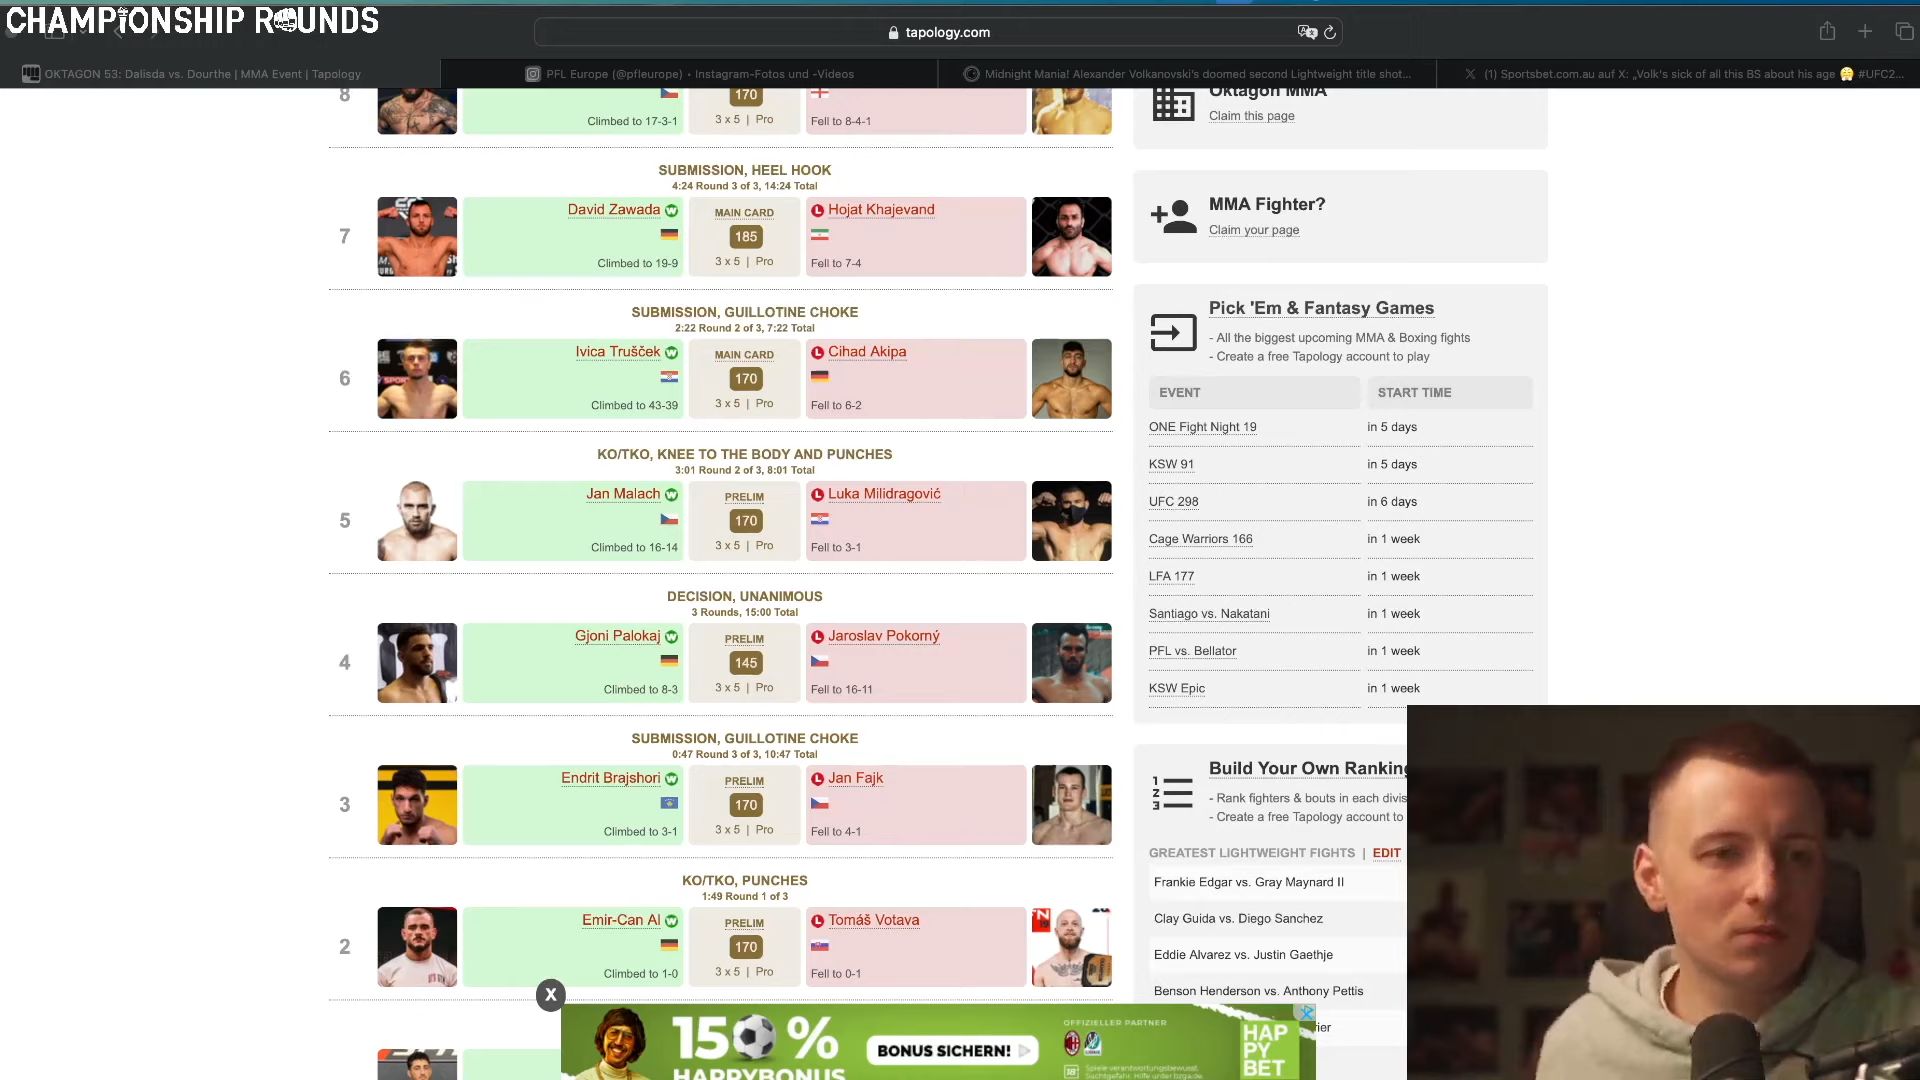 CHAMPIONSHIP ROUNDS
tapology.com
OKTAGON 53: Dalisda vs. Dourthe | MMA Event | Tapology
PFL Europe (@pfleurope) • Instagram-Fotos und -Videos
Midnight Mania! Alexander Volkanovski's doomed second Lightweight title shot...
(1) Sportsbet.com.au auf X: „Volk's sick of all this BS about his age 😤 #UFC2...
8
170
3 x 5 | Pro
Climbed to 17-3-1
Fell to 8-4-1
SUBMISSION, HEEL HOOK
4:24 Round 3 of 3, 14:24 Total
7
David Zawada W
MAIN CARD
L Hojat Khajevand
185
3 x 5 | Pro
Climbed to 19-9
Fell to 7-4
SUBMISSION, GUILLOTINE CHOKE
2:22 Round 2 of 3, 7:22 Total
6
Ivica Trušček W
MAIN CARD
L Cihad Akipa
170
3 x 5 | Pro
Climbed to 43-39
Fell to 6-2
KO/TKO, KNEE TO THE BODY AND PUNCHES
3:01 Round 2 of 3, 8:01 Total
5
Jan Malach W
PRELIM
L Luka Milidragović
170
3 x 5 | Pro
Climbed to 16-14
Fell to 3-1
DECISION, UNANIMOUS
3 Rounds, 15:00 Total
4
Gjoni Palokaj W
PRELIM
L Jaroslav Pokorný
145
3 x 5 | Pro
Climbed to 8-3
Fell to 16-11
SUBMISSION, GUILLOTINE CHOKE
0:47 Round 3 of 3, 10:47 Total
3
Endrit Brajshori W
PRELIM
L Jan Fajk
170
3 x 5 | Pro
Climbed to 3-1
Fell to 4-1
KO/TKO, PUNCHES
1:49 Round 1 of 3
2
Emir-Can Al W
PRELIM
L Tomáš Votava
170
3 x 5 | Pro
Climbed to 1-0
Fell to 0-1
Oktagon MMA
Claim this page
MMA Fighter?
Claim your page
Pick 'Em & Fantasy Games
- All the biggest upcoming MMA & Boxing fights
- Create a free Tapology account to play
EVENT START TIME
ONE Fight Night 19 in 5 days
KSW 91 in 5 days
UFC 298 in 6 days
Cage Warriors 166 in 1 week
LFA 177 in 1 week
Santiago vs. Nakatani in 1 week
PFL vs. Bellator in 1 week
KSW Epic in 1 week
1 2 3
Build Your Own Ranking
- Rank fighters & bouts in each divis
- Create a free Tapology account to
GREATEST LIGHTWEIGHT FIGHTS | EDIT
Frankie Edgar vs. Gray Maynard II
Clay Guida vs. Diego Sanchez
Eddie Alvarez vs. Justin Gaethje
Benson Henderson vs. Anthony Pettis
ier
X
150 %
HAPPYBONUS
BONUS SICHERN!
OFFIZIELLER PARTNER
18+
HAP
PY
BET